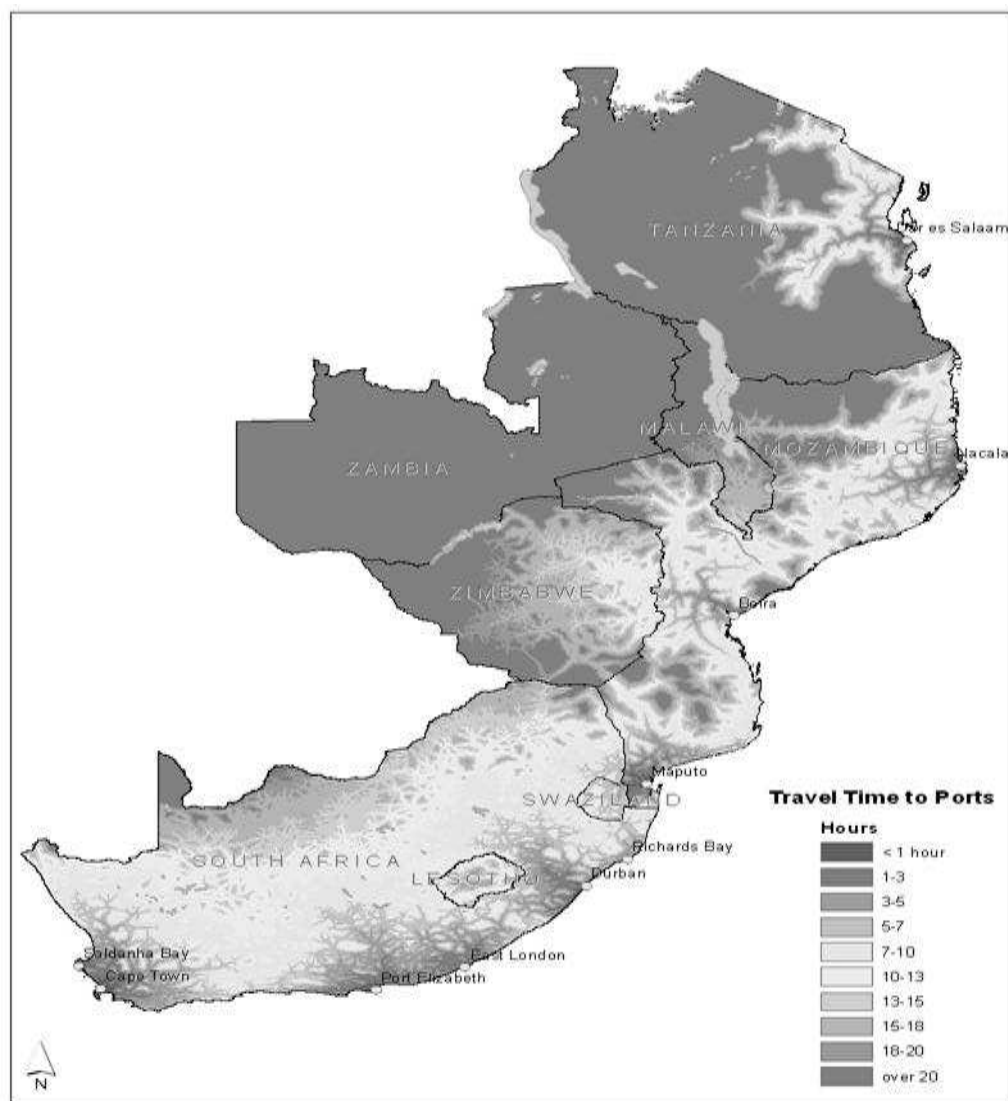 TANZANIA
Dar es Salaam
MALAWI
MOZAMBIQUE
Nacala
ZAMBIA
ZIMBABWE
Beira
Maputo
SWAZILAND
Richards Bay
SOUTH AFRICA
LESOTHO
Durban
Saldanha Bay
East London
Cape Town
Port Elizabeth
Travel Time to Ports
Hours
< 1 hour
1-3
3-5
5-7
7-10
10-13
13-15
15-18
18-20
over 20
N